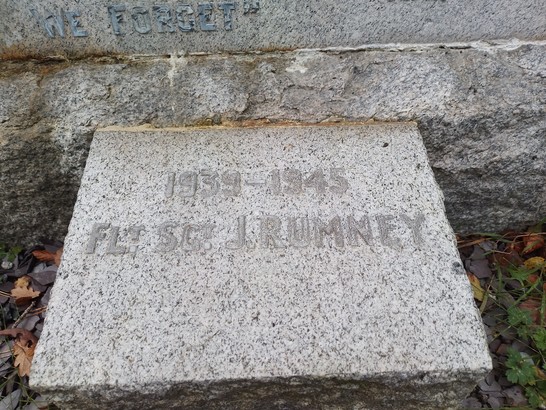 WE FORGET"
1939-1945
FLT SGT J. RUMNEY